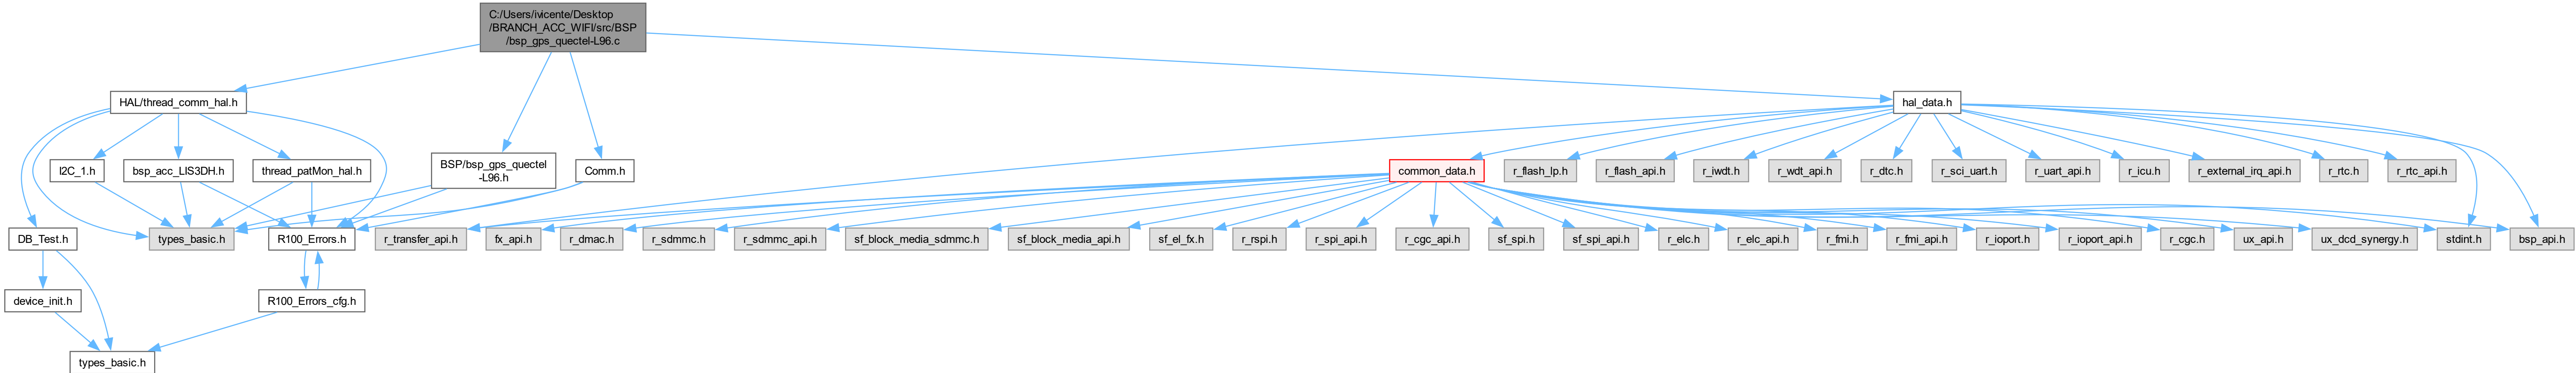 C:/Users/ivicente/Desktop
/BRANCH_ACC_WIFI/src/BSP
/bsp_gps_quectel-L96.c
HAL/thread_comm_hal.h
hal_data.h
I2C_1.h
bsp_acc_LIS3DH.h
thread_patMon_hal.h
BSP/bsp_gps_quectel
-L96.h
Comm.h
common_data.h
r_flash_lp.h
r_flash_api.h
r_iwdt.h
r_wdt_api.h
r_dtc.h
r_sci_uart.h
r_uart_api.h
r_icu.h
r_external_irq_api.h
r_rtc.h
r_rtc_api.h
DB_Test.h
types_basic.h
R100_Errors.h
r_transfer_api.h
fx_api.h
r_dmac.h
r_sdmmc.h
r_sdmmc_api.h
sf_block_media_sdmmc.h
sf_block_media_api.h
sf_el_fx.h
r_rspi.h
r_spi_api.h
r_cgc_api.h
sf_spi.h
sf_spi_api.h
r_elc.h
r_elc_api.h
r_fmi.h
r_fmi_api.h
r_ioport.h
r_ioport_api.h
r_cgc.h
ux_api.h
ux_dcd_synergy.h
stdint.h
bsp_api.h
device_init.h
R100_Errors_cfg.h
types_basic.h